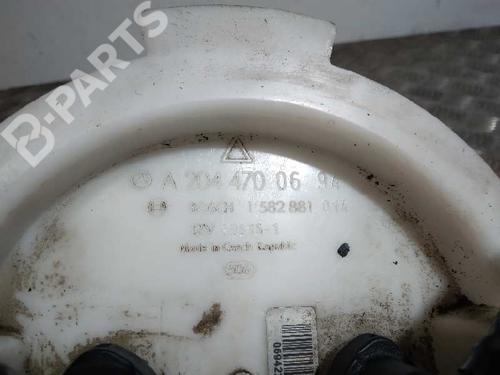 B-PARTS
A 204 470 06 94
BOSCH 1 582 881 014
Made in Czech Republic